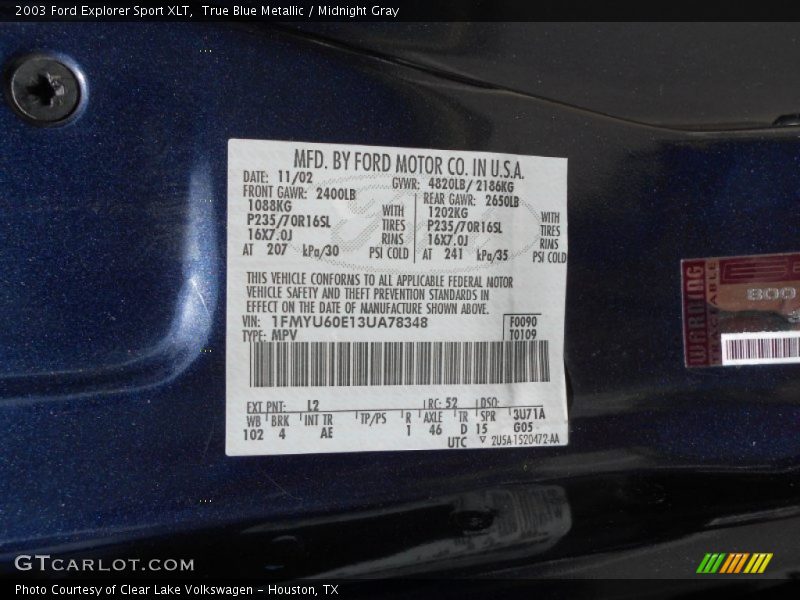 2003 Ford Explorer Sport XLT, True Blue Metallic / Midnight Gray
MFD. BY FORD MOTOR CO. IN U.S.A.
DATE: 11/02 GVWR: 4820LB/ 2186KG
FRONT GAWR: 2400LB REAR GAWR: 2650LB
1088KG WITH 1202KG WITH
P235/70R16SL TIRES P235/70R16SL TIRES
16X7.0J RIMS 16X7.0J RIMS
AT 207 kPa/30 PSI COLD AT 241 kPa/35 PSI COLD
THIS VEHICLE CONFORMS TO ALL APPLICABLE FEDERAL MOTOR
VEHICLE SAFETY AND THEFT PREVENTION STANDARDS IN
EFFECT ON THE DATE OF MANUFACTURE SHOWN ABOVE.
VIN: 1FMYU60E13UA78348 F0090
TYPE: MPV T0109
EXT PNT: L2 RC: 52 DSO:
WB BRK INT TR TP/PS R AXLE TR SPR 3U71A
102 4 AE 1 46 D 15 G05
UTC ▽ 2U5A-1520472-AA
WARNING
800
GTCARLOT.COM
Photo Courtesy of Clear Lake Volkswagen - Houston, TX